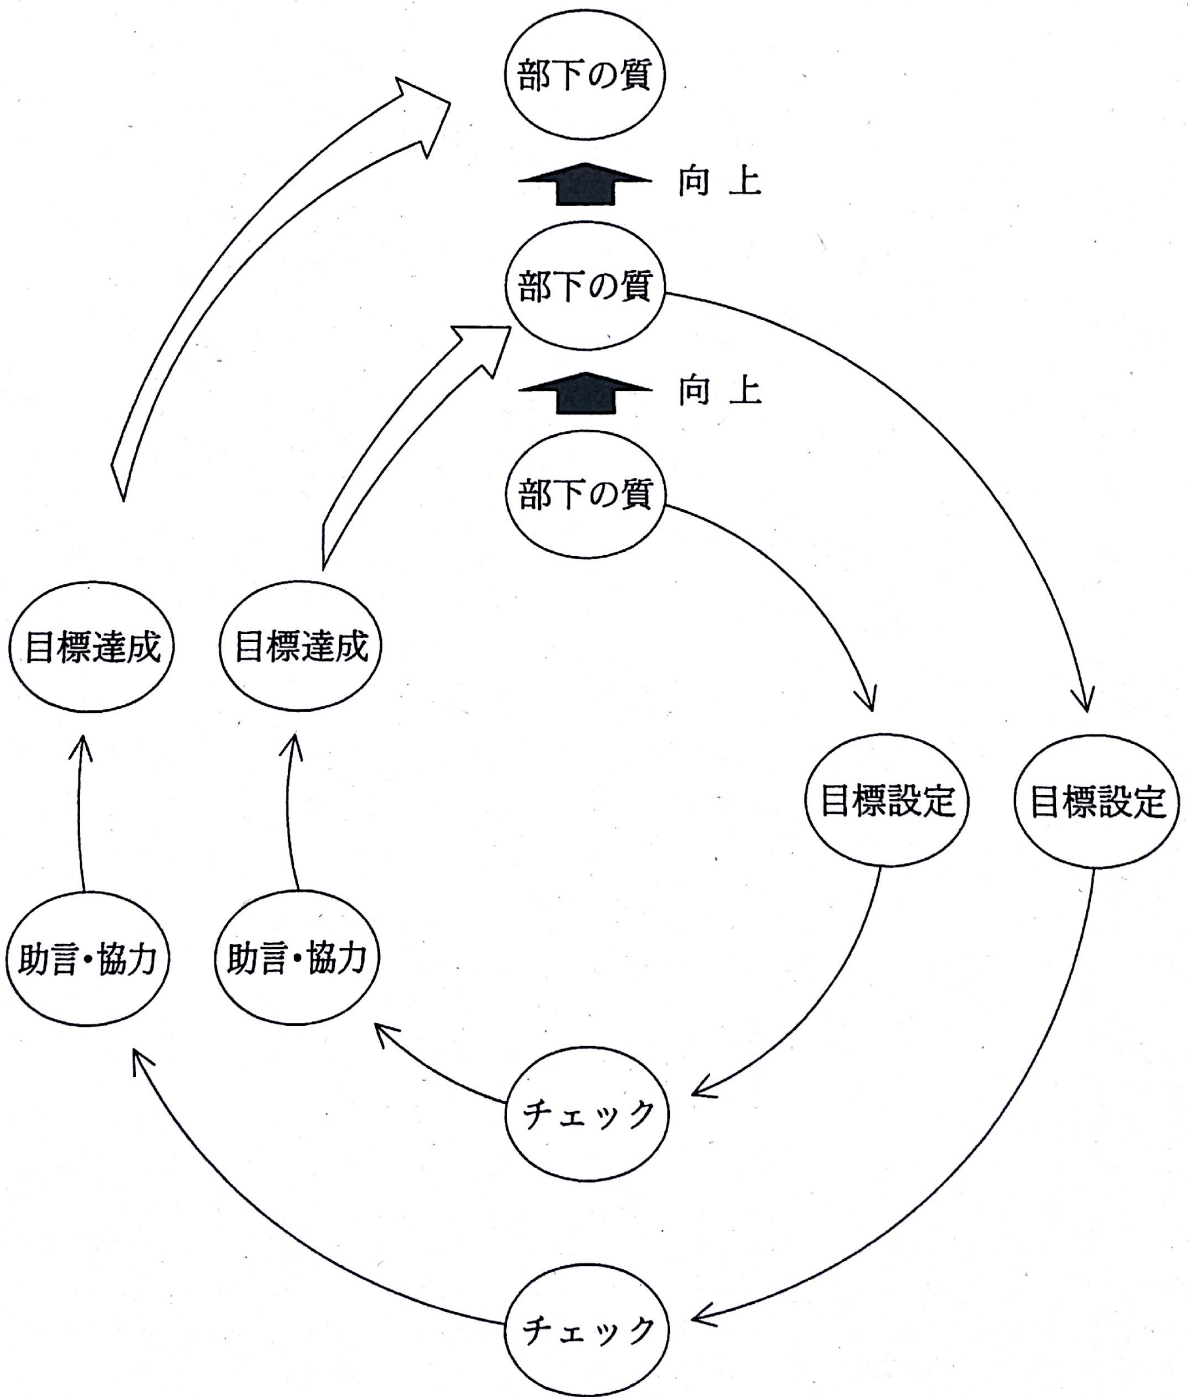 部下の質
向上
部下の質
向上
部下の質
目標達成
目標達成
目標設定
目標設定
助言・協力
助言・協力
チェック
チェック